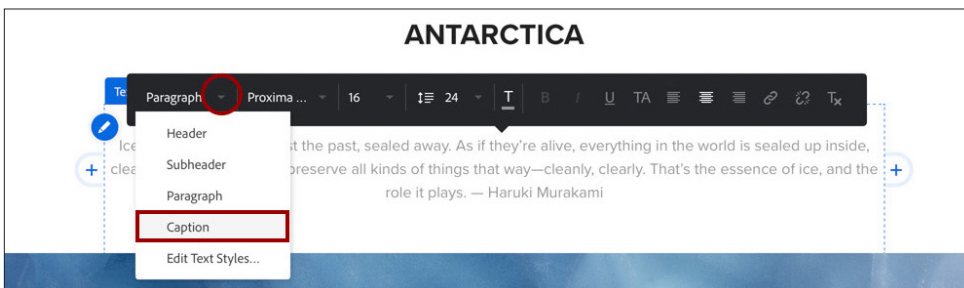 ANTARCTICA
Te
Paragraph Proxima ... 16 24 T B I U TA Tx
Header
Subheader
Paragraph
Caption
Edit Text Styles...
Ice st the past, sealed away. As if they’re alive, everything in the world is sealed up inside,
clea preserve all kinds of things that way—cleanly, clearly. That’s the essence of ice, and the
role it plays. — Haruki Murakami